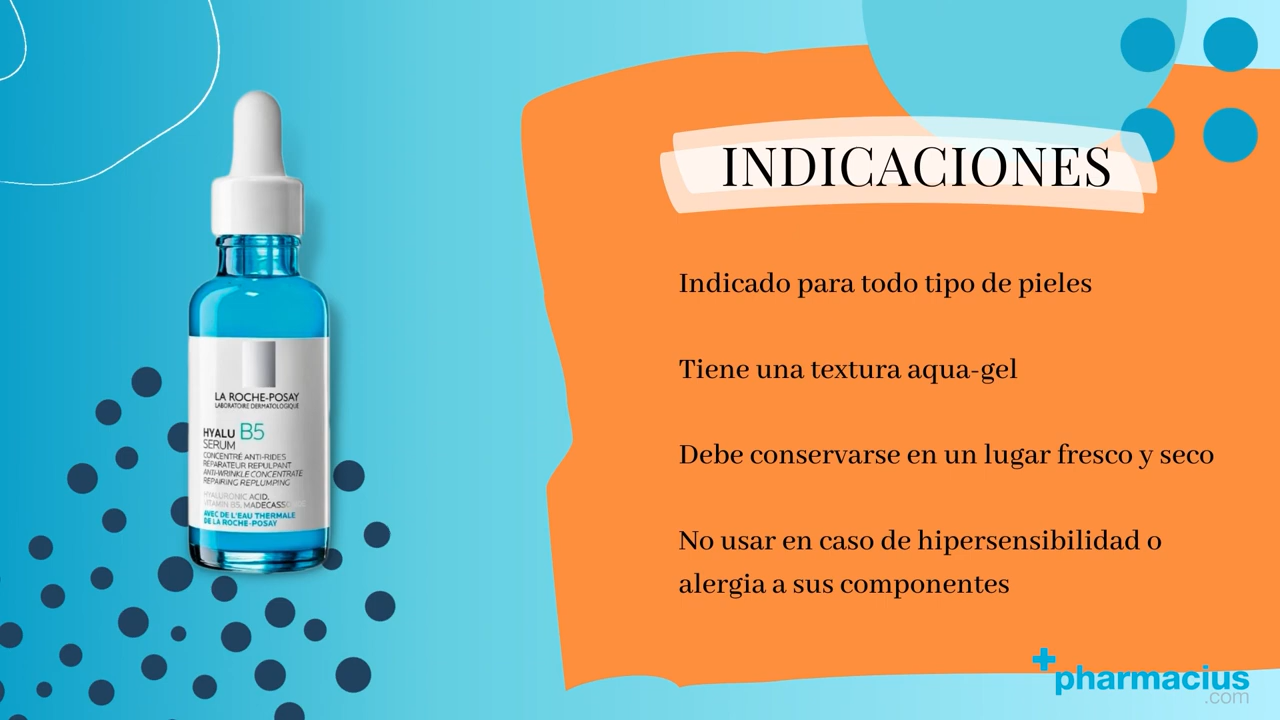 INDICACIONES
Indicado para todo tipo de pieles
Tiene una textura aqua-gel
Debe conservarse en un lugar fresco y seco
No usar en caso de hipersensibilidad o
alergia a sus componentes
LA ROCHE-POSAY
LABORATOIRE DERMATOLOGIQUE
HYALU B5
SERUM
CONCENTRÉ ANTI-RIDES
RÉPARATEUR REPULPANT
ANTI-WRINKLE CONCENTRATE
REPAIRING REPLUMPING
HYALURONIC ACID,
VITAMIN B5,
AVEC DE L'EAU THERMALE
DE LA ROCHE-POSAY
pharmacius
.com